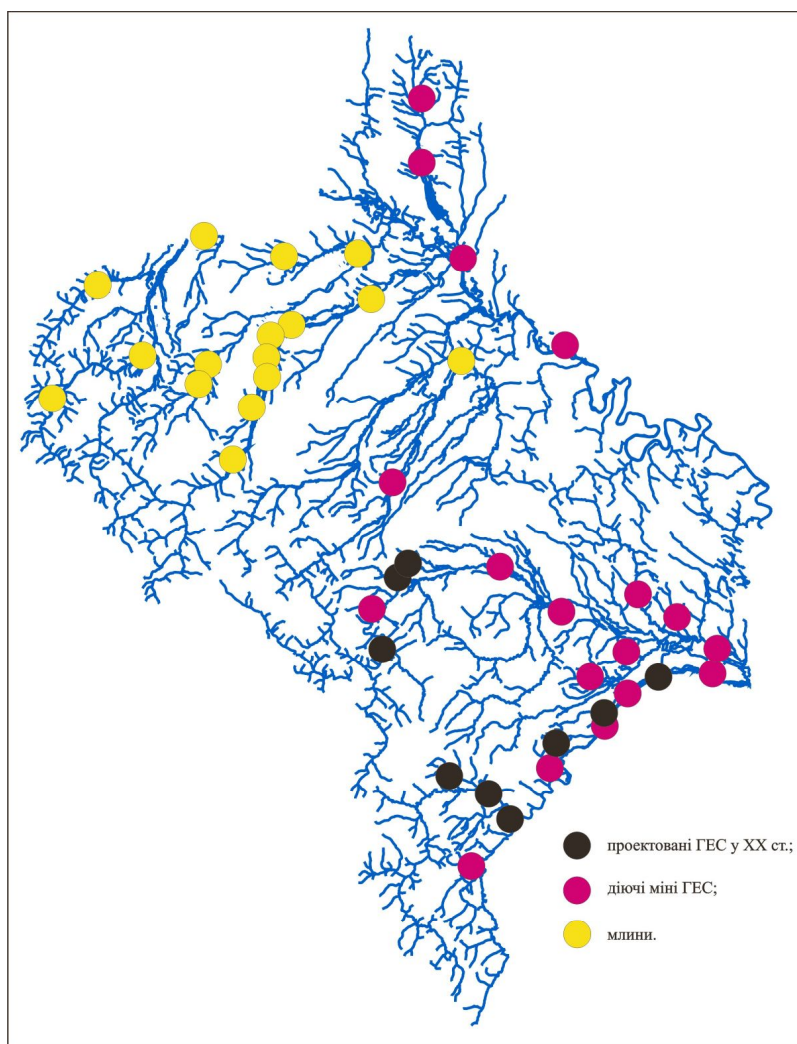 проектовані ГЕС у ХХ ст.;
діючі міні ГЕС;
млини.